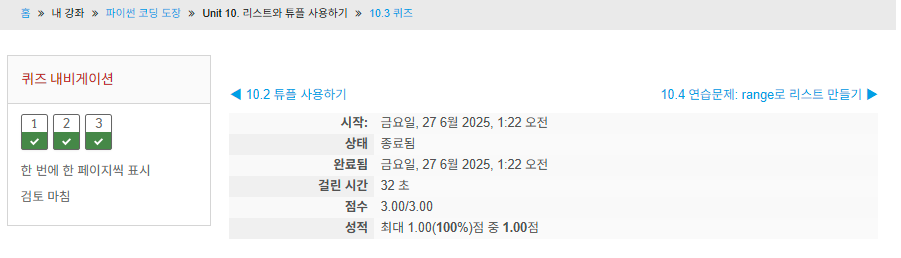 홈 » 내 강좌 » 파이썬 코딩 도장 » Unit 10. 리스트와 튜플 사용하기 » 10.3 퀴즈
퀴즈 내비게이션
1 2 3
한 번에 한 페이지씩 표시
검토 마침
◀ 10.2 튜플 사용하기
10.4 연습문제: range로 리스트 만들기 ▶
시작: 금요일, 27 6월 2025, 1:22 오전
상태 종료됨
완료됨 금요일, 27 6월 2025, 1:22 오전
걸린 시간 32 초
점수 3.00/3.00
성적 최대 1.00(100%)점 중 1.00점